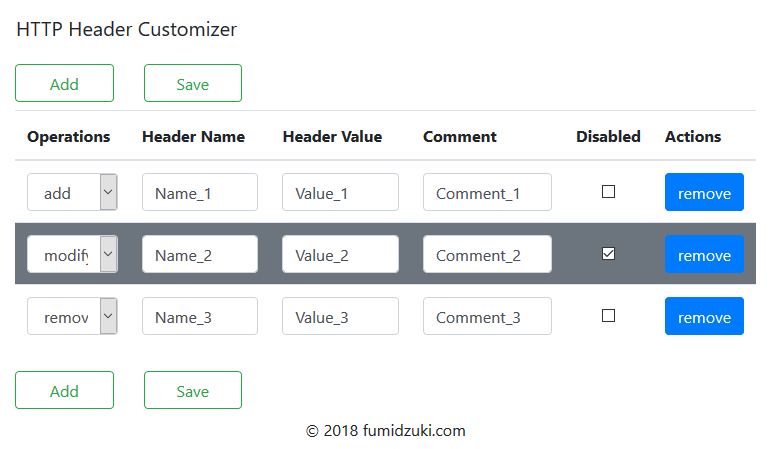 HTTP Header Customizer
Add Save
Operations Header Name Header Value Comment Disabled Actions
add Name_1 Value_1 Comment_1 remove
modify Name_2 Value_2 Comment_2 remove
remov Name_3 Value_3 Comment_3 remove
Add Save
© 2018 fumidzuki.com